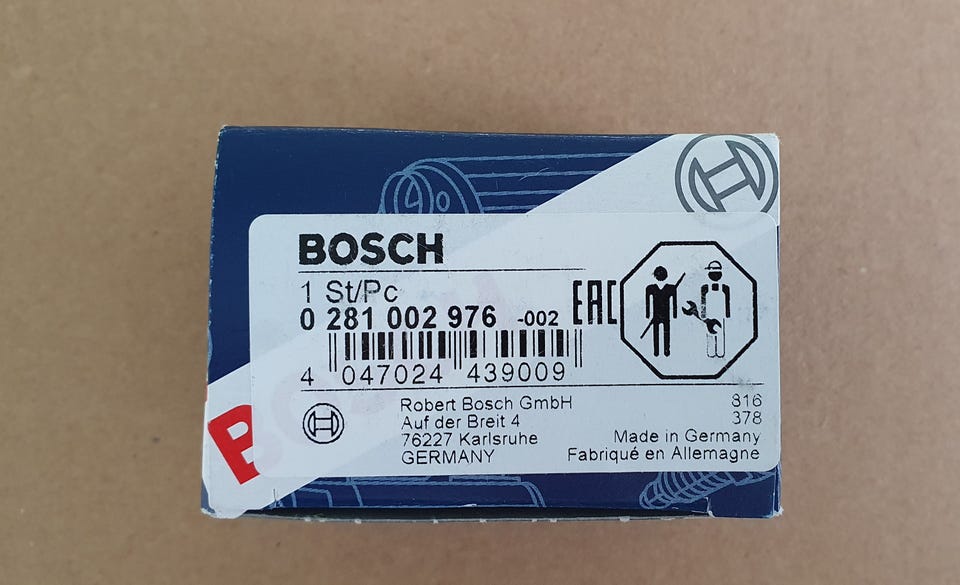 BOSCH
1 St/Pc
0 281 002 976 -002
EAC
4 047024 439009
Robert Bosch GmbH
Auf der Breit 4
76227 Karlsruhe
GERMANY
816
378
Made in Germany
Fabriqué en Allemagne
B